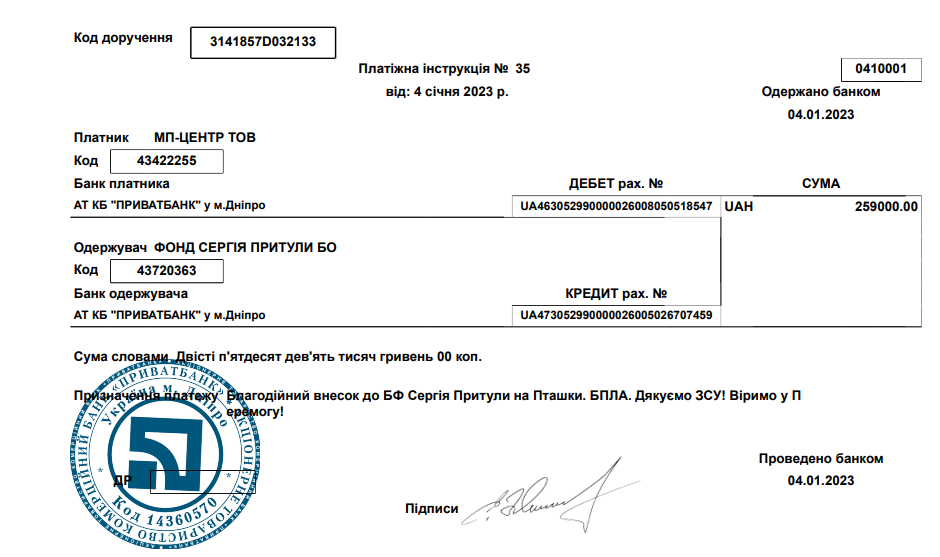 Код доручення 3141857D032133
Платіжна інструкція № 35 0410001
від: 4 січня 2023 р. Одержано банком
04.01.2023
Платник МП-ЦЕНТР ТОВ
Код 43422255
Банк платника ДЕБЕТ рах. № СУМА
АТ КБ "ПРИВАТБАНК" у м.Дніпро UA463052990000026008050518547 UAH 259000.00
Одержувач ФОНД СЕРГІЯ ПРИТУЛИ БО
Код 43720363
Банк одержувача КРЕДИТ рах. №
АТ КБ "ПРИВАТБАНК" у м.Дніпро UA473052990000026005026707459
Сума словами Двісті п'ятдесят дев'ять тисяч гривень 00 коп.
Призначення платежу Благодійний внесок до БФ Сергія Притули на Пташки. БПЛА. Дякуємо ЗСУ! Віримо у П
еремогу!
Проведено банком
ДР 04.01.2023
Підписи
АКЦІОНЕРНЕ ТОВАРИСТВО КОМЕРЦІЙНИЙ БАНК «ПРИВАТБАНК»
Україна м. Дніпро
Код 14360570